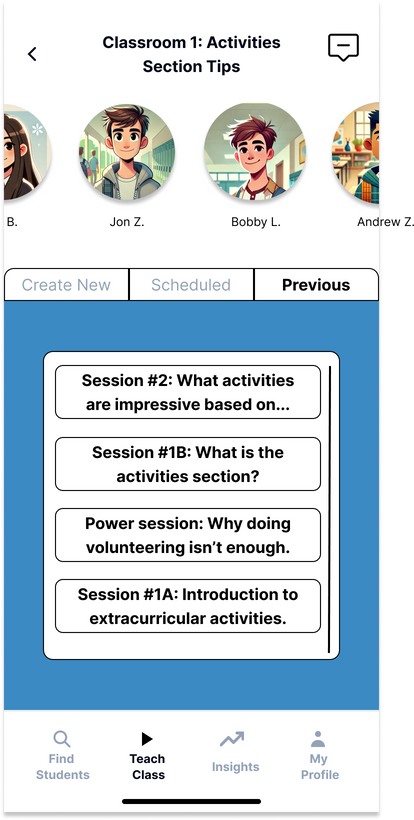 Classroom 1: Activities
Section Tips
B.
Jon Z.
Bobby L.
Andrew Z.
Create New
Scheduled
Previous
Session #2: What activities
are impressive based on...
Session #1B: What is the
activities section?
Power session: Why doing
volunteering isn’t enough.
Session #1A: Introduction to
extracurricular activities.
Find
Students
Teach
Class
Insights
My
Profile